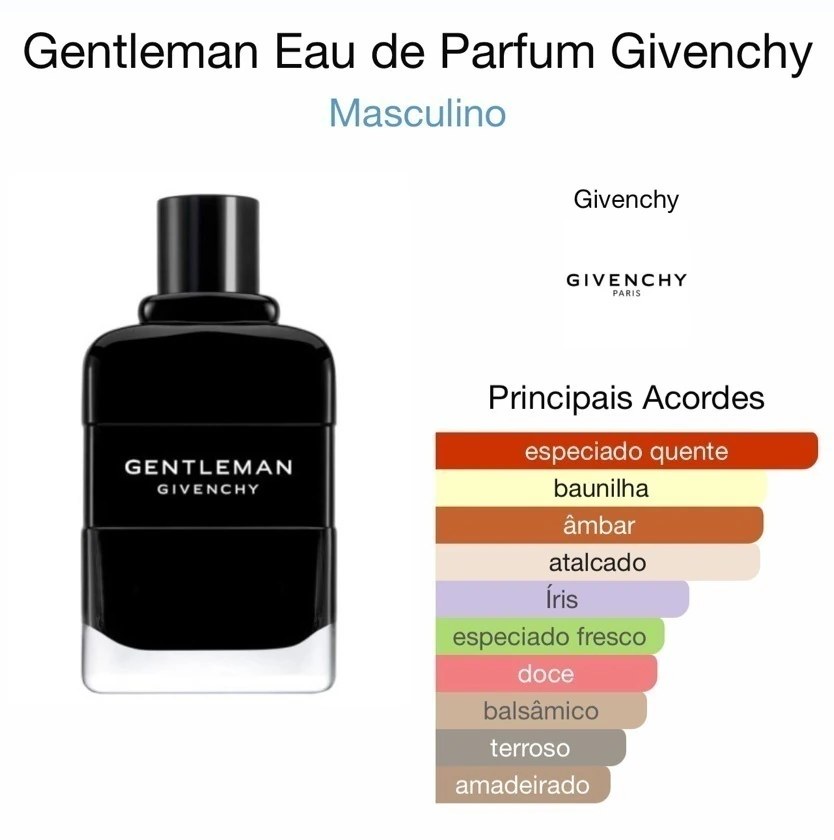 Gentleman Eau de Parfum Givenchy
Masculino
GENTLEMAN
GIVENCHY
Givenchy
GIVENCHY
PARIS
Principais Acordes
especiado quente
baunilha
âmbar
atalcado
Íris
especiado fresco
doce
balsâmico
terroso
amadeirado